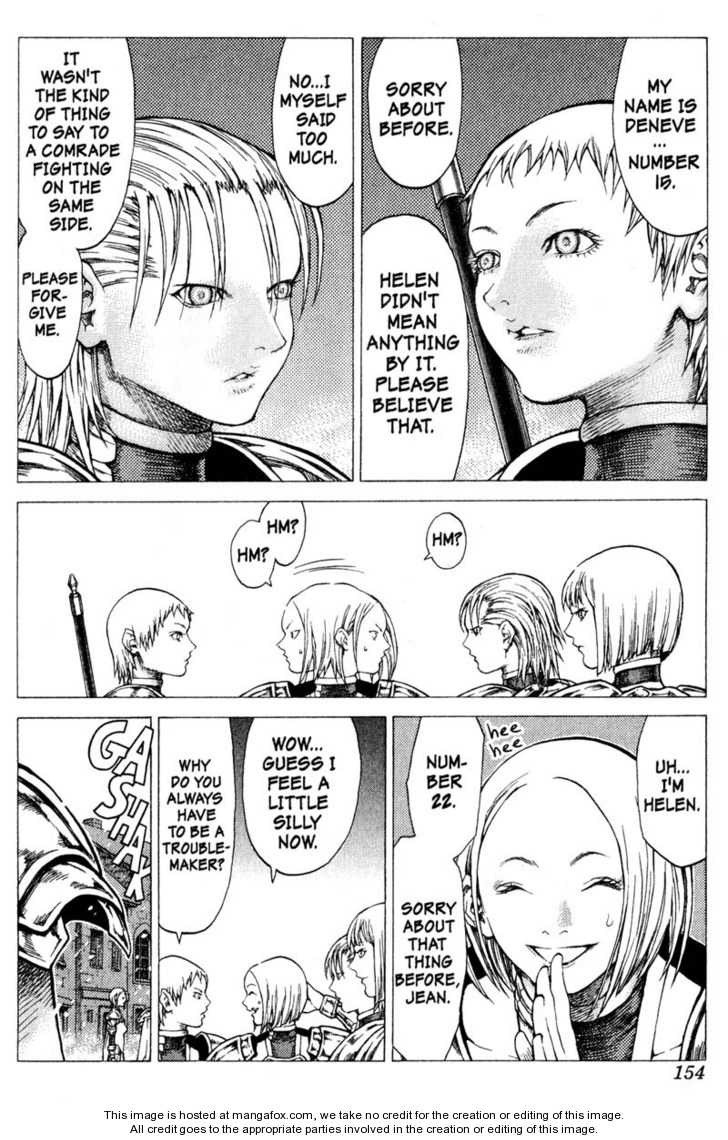 MY
NAME IS
DENEVE
...
NUMBER
15.
SORRY
ABOUT
BEFORE.
HELEN
DIDN'T
MEAN
ANYTHING
BY IT.
PLEASE
BELIEVE
THAT.
NO...I
MYSELF
SAID
TOO
MUCH.
IT
WASN'T
THE KIND
OF THING
TO SAY TO
A COMRADE
FIGHTING
ON THE
SAME
SIDE.
PLEASE
FOR-
GIVE
ME.
HM?
HM?
HM?
UH...
I'M
HELEN.
hee
hee
NUM-
BER
22.
SORRY
ABOUT
THAT
THING
BEFORE,
JEAN.
WOW...
GUESS I
FEEL A
LITTLE
SILLY
NOW.
WHY
DO YOU
ALWAYS
HAVE
TO BE A
TROUBLE-
MAKER?
GA
SHAK
154
This image is hosted at mangafox.com, we take no credit for the creation or editing of this image.
All credit goes to the appropriate parties involved in the creation or editing of this image.